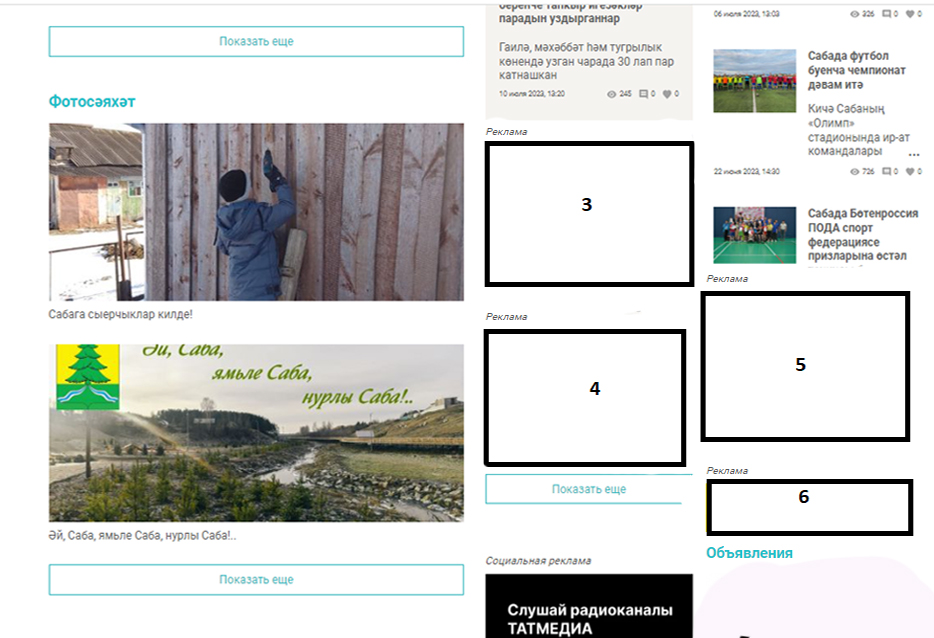 Показать еще
Фотосәяхәт
Сабага сыерчыклар килде!
Әй, Саба,
ямьле Саба,
нурлы Саба!..
Әй, Саба, ямьле Саба, нурлы Саба!..
Показать еще
беренче тапкыр игезәкләр
парадын уздырганнар
Гаилә, мәхәббәт һәм тугрылык
көнендә узган чарада 30 лап пар
катнашкан
10 июля 2023, 13:20 245 0 0
Реклама
3
Реклама
4
Показать еще
Социальная реклама
Слушай радиоканалы
ТАТМЕДИА
06 июля 2023, 13:03 326 0 0
Сабада футбол
буенча чемпионат
дәвам итә
Кичә Сабаның
«Олимп»
стадионында ир-ат
командалары ...
22 июня 2023, 14:30 726 0 0
Сабада Бөтенроссия
ПОДА спорт
федерациясе
призларына өстәл
Реклама
5
Реклама
6
Объявления